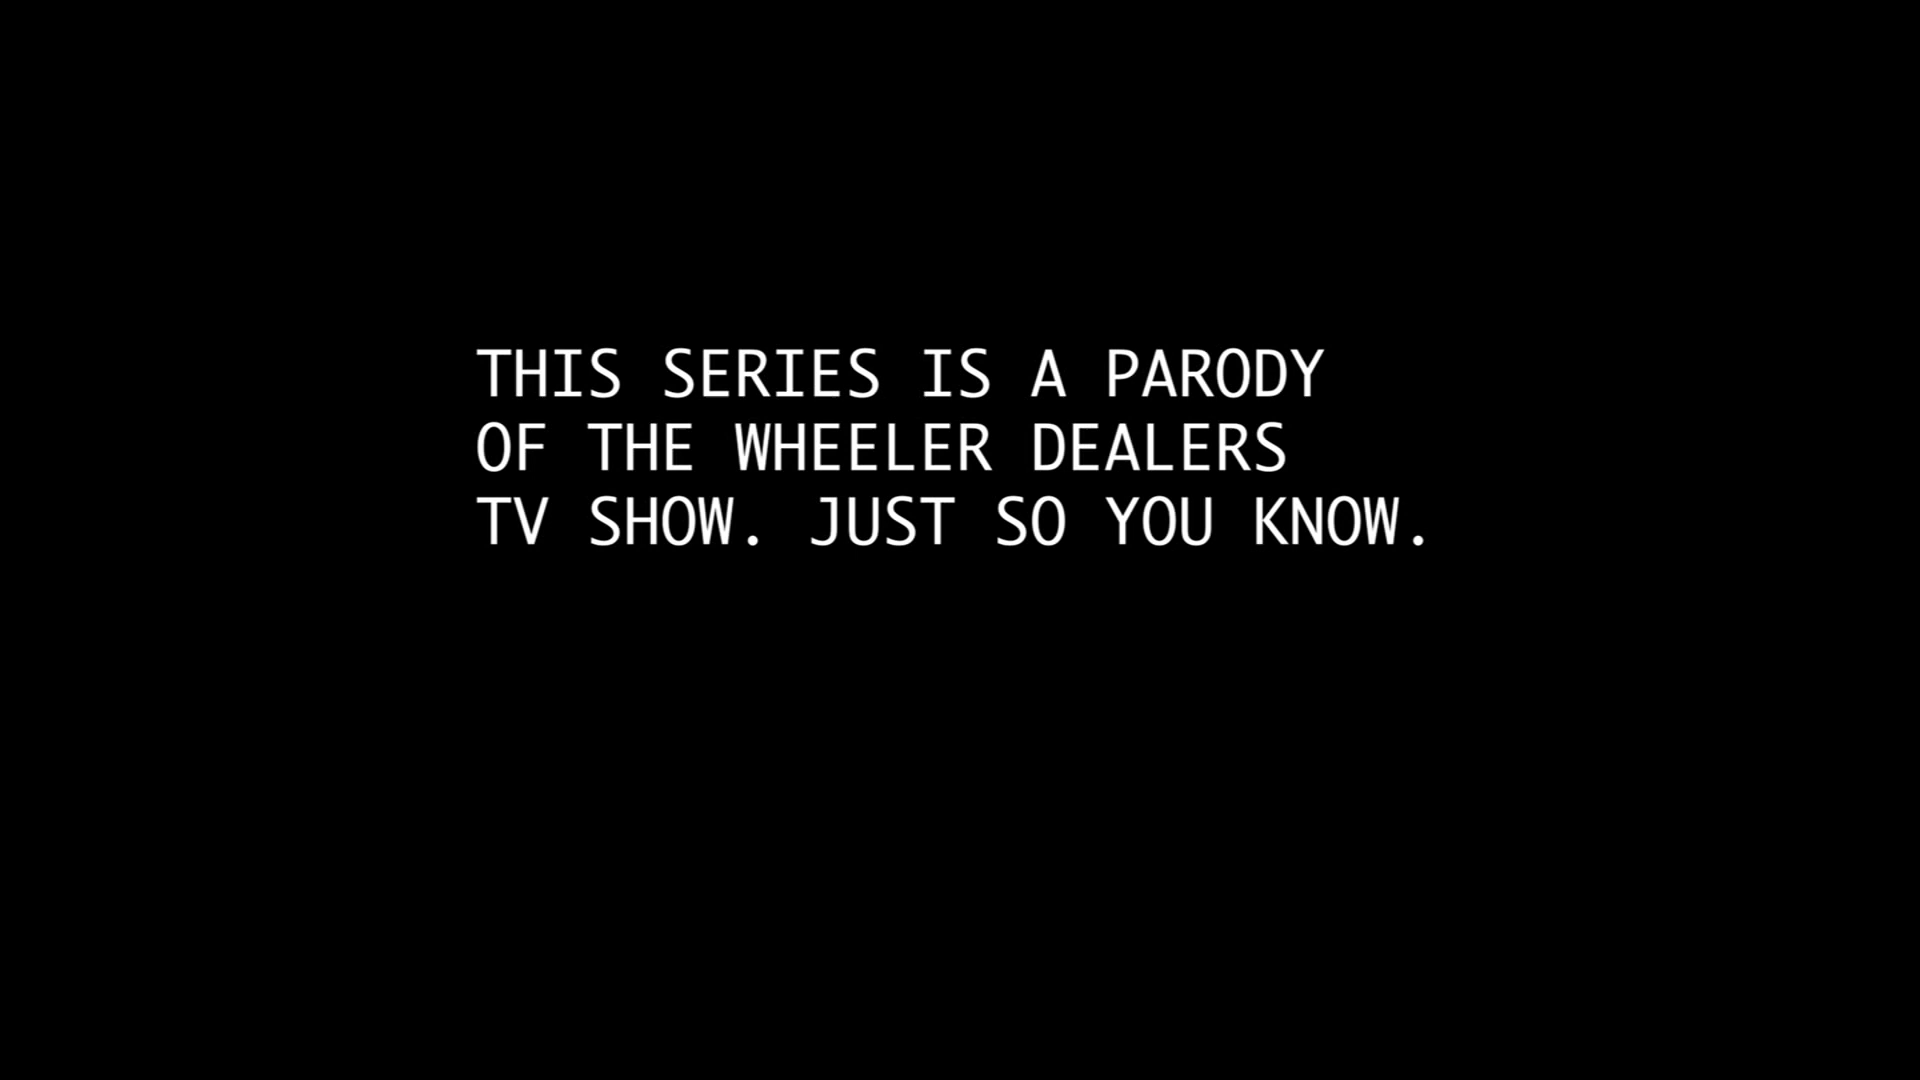 THIS SERIES IS A PARODY
OF THE WHEELER DEALERS
TV SHOW. JUST SO YOU KNOW.